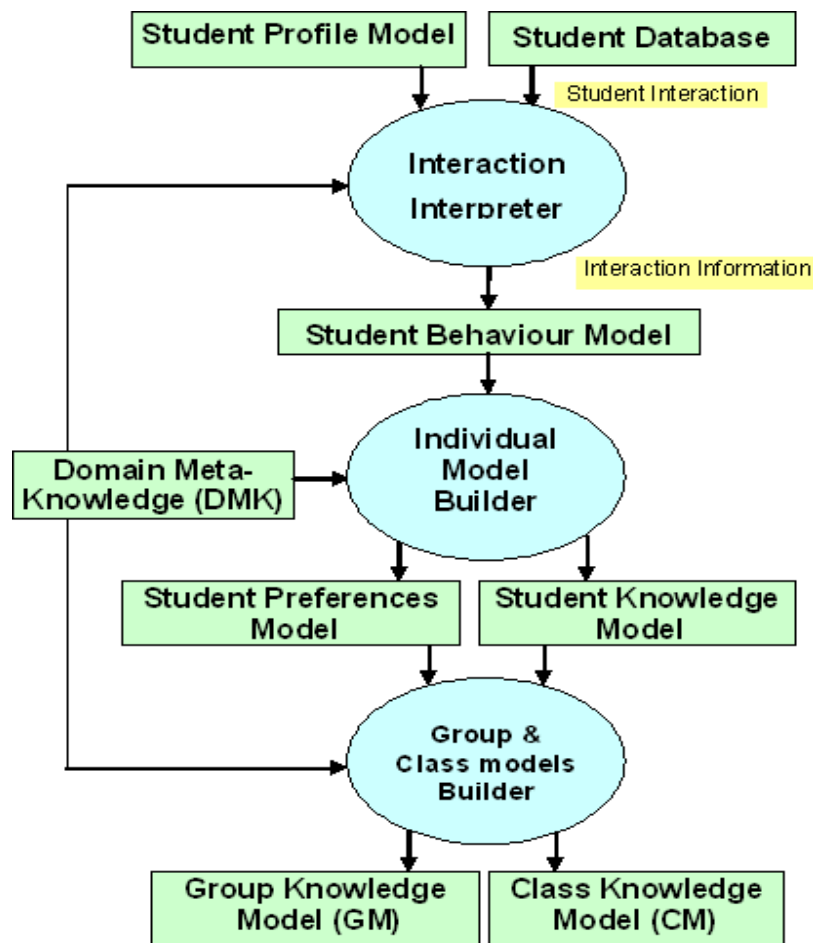 Student Profile Model
Student Database
Student Interaction
Interaction
Interpreter
Interaction Information
Student Behaviour Model
Individual
Model
Builder
Domain Meta-
Knowledge (DMK)
Student Preferences
Model
Student Knowledge
Model
Group &
Class models
Builder
Group Knowledge
Model (GM)
Class Knowledge
Model (CM)